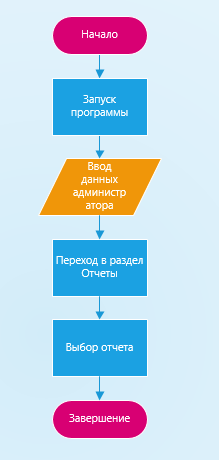 Начало
Запуск
программы
Ввод
данных
администр
атора
Переход в раздел
Отчеты
Выбор отчета
Завершение